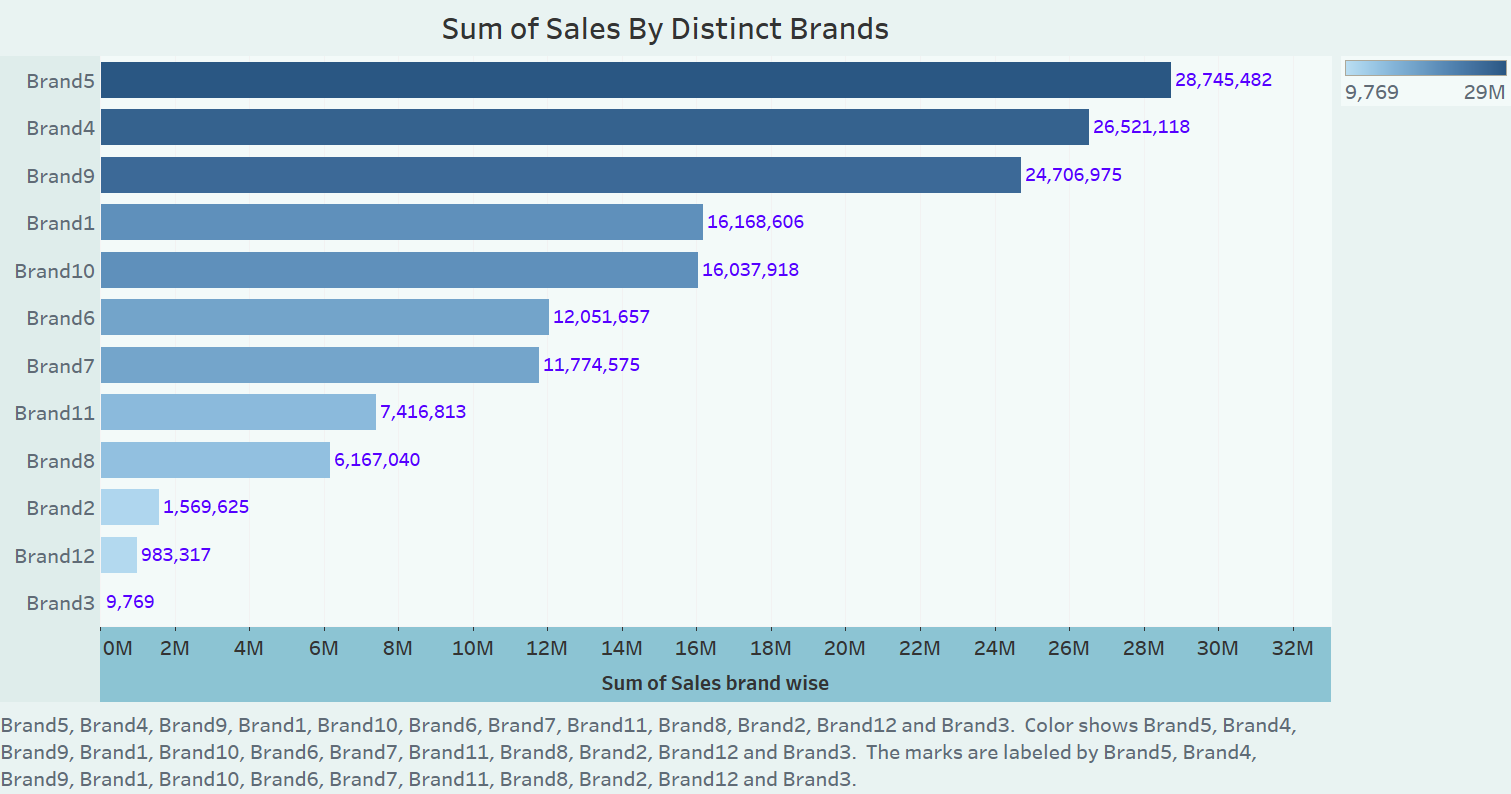 Sum of Sales By Distinct Brands
Brand5 28,745,482
9,769 29M
Brand4 26,521,118
Brand9 24,706,975
Brand1 16,168,606
Brand10 16,037,918
Brand6 12,051,657
Brand7 11,774,575
Brand11 7,416,813
Brand8 6,167,040
Brand2 1,569,625
Brand12 983,317
Brand3 9,769
0M 2M 4M 6M 8M 10M 12M 14M 16M 18M 20M 22M 24M 26M 28M 30M 32M
Sum of Sales brand wise
Brand5, Brand4, Brand9, Brand1, Brand10, Brand6, Brand7, Brand11, Brand8, Brand2, Brand12 and Brand3.  Color shows Brand5, Brand4,
Brand9, Brand1, Brand10, Brand6, Brand7, Brand11, Brand8, Brand2, Brand12 and Brand3.  The marks are labeled by Brand5, Brand4,
Brand9, Brand1, Brand10, Brand6, Brand7, Brand11, Brand8, Brand2, Brand12 and Brand3.